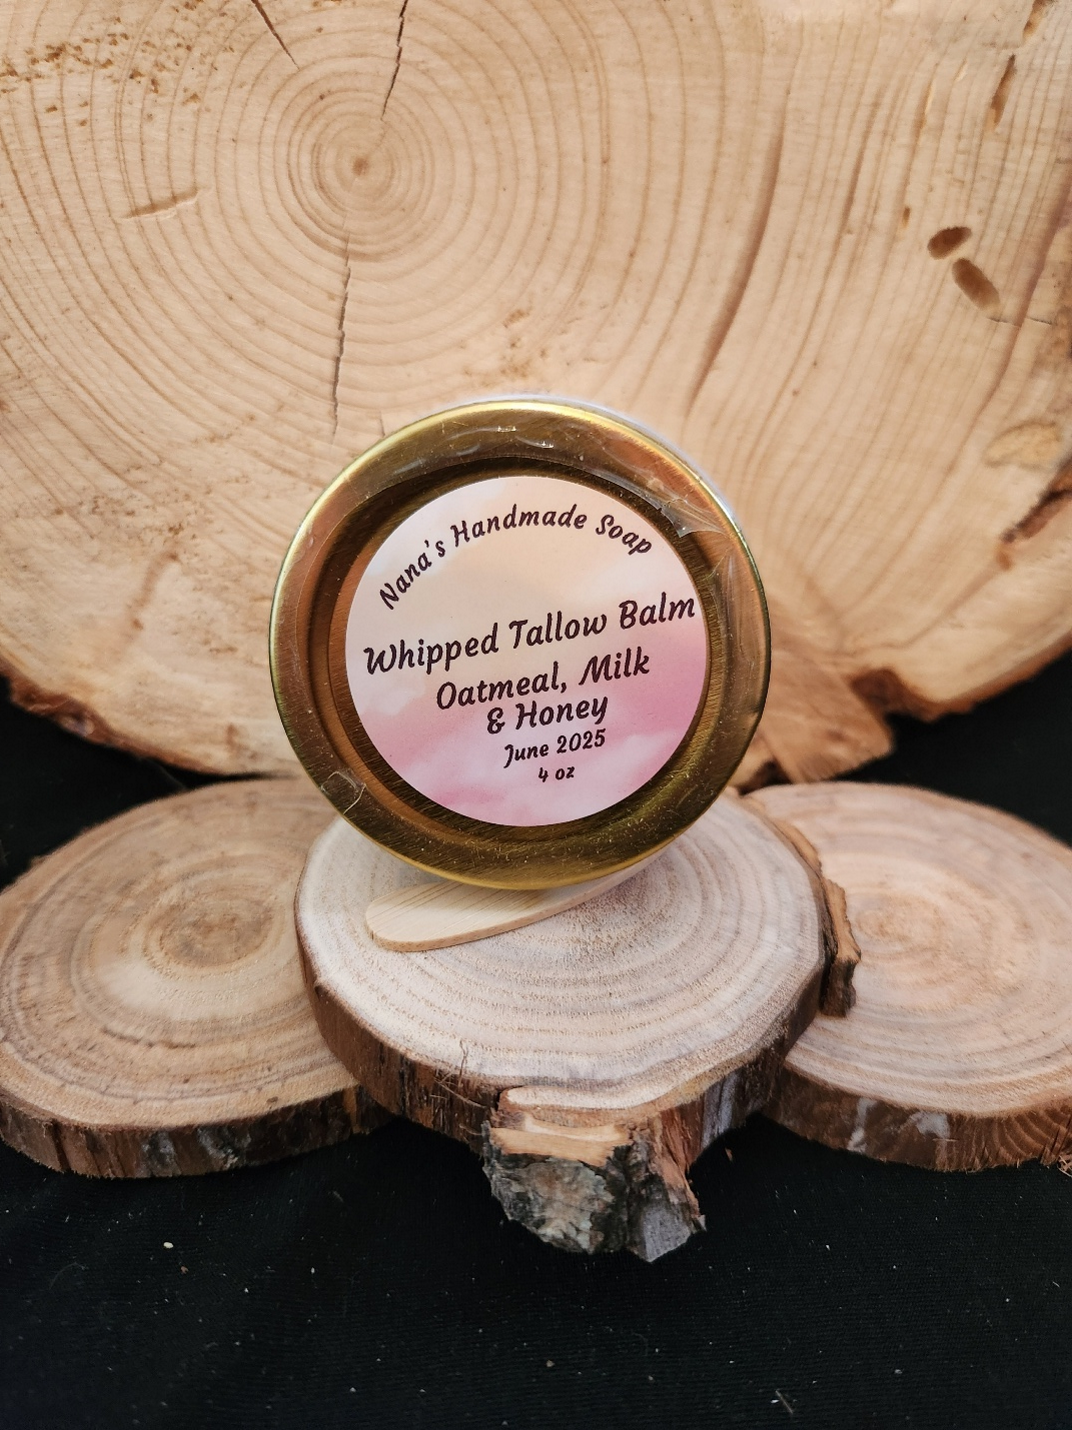 Nana's Handmade Soap
Whipped Tallow Balm
Oatmeal, Milk
& Honey
June 2025
4 oz